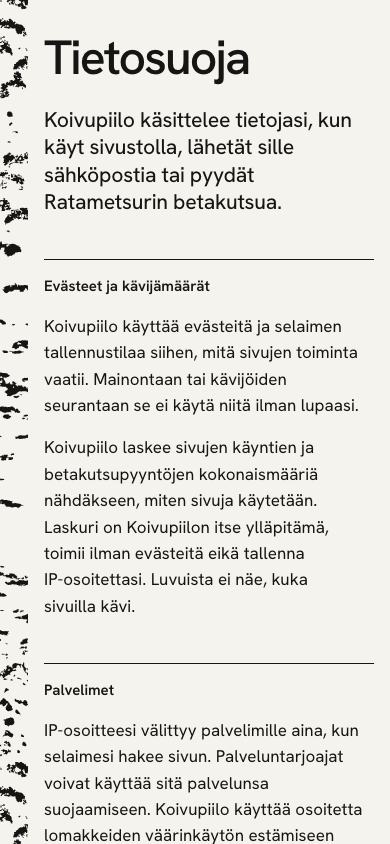 Tietosuoja
Koivupiilo käsittelee tietojasi, kun
käyt sivustolla, lähetät sille
sähköpostia tai pyydät
Ratametsurin betakutsua.
Evästeet ja kävijämäärät
Koivupiilo käyttää evästeitä ja selaimen
tallennustilaa siihen, mitä sivujen toiminta
vaatii. Mainontaan tai kävijöiden
seurantaan se ei käytä niitä ilman lupaasi.
Koivupiilo laskee sivujen käyntien ja
betakutsupyyntöjen kokonaismääriä
nähdäkseen, miten sivuja käytetään.
Laskuri on Koivupiilon itse ylläpitämä,
toimii ilman evästeitä eikä tallenna
IP-osoitettasi. Luvuista ei näe, kuka
sivuilla kävi.
Palvelimet
IP-osoitteesi välittyy palvelimille aina, kun
selaimesi hakee sivun. Palveluntarjoajat
voivat käyttää sitä palvelunsa
suojaamiseen. Koivupiilo käyttää osoitetta
lomakkeiden väärinkäytön estämiseen